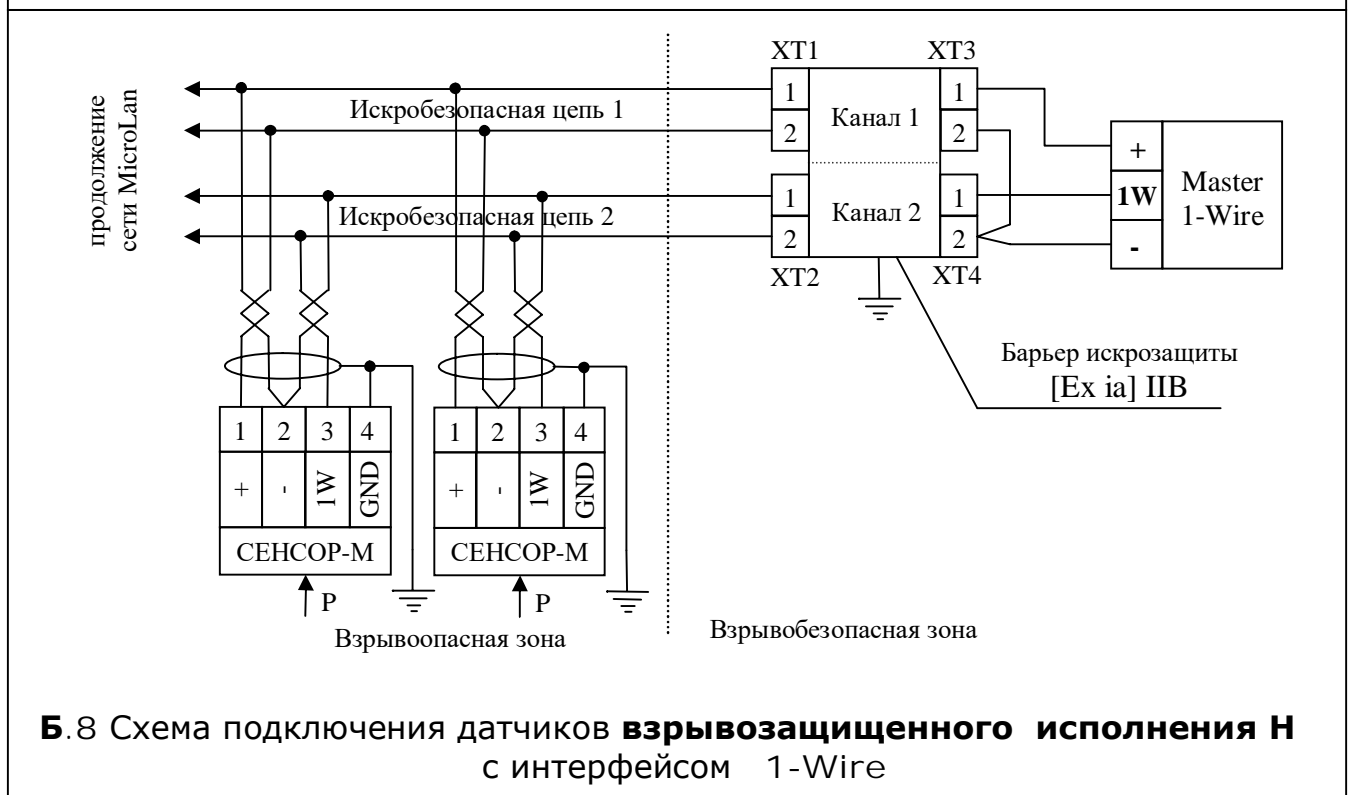 XT1
XT3
продолжение
сети MicroLan
Искробезопасная цепь 1
1
2
Канал 1
1
2
+
1W
-
Master
1-Wire
Искробезопасная цепь 2
1
2
Канал 2
1
2
XT2
XT4
Барьер искрозащиты
[Ex ia] IIB
1
2
3
4
+
-
1W
GND
СЕНСОР-М
P
1
2
3
4
+
-
1W
GND
СЕНСОР-М
P
Взрывоопасная зона
Взрывобезопасная зона
Б.8 Схема подключения датчиков взрывозащищенного исполнения Н
с интерфейсом 1-Wire